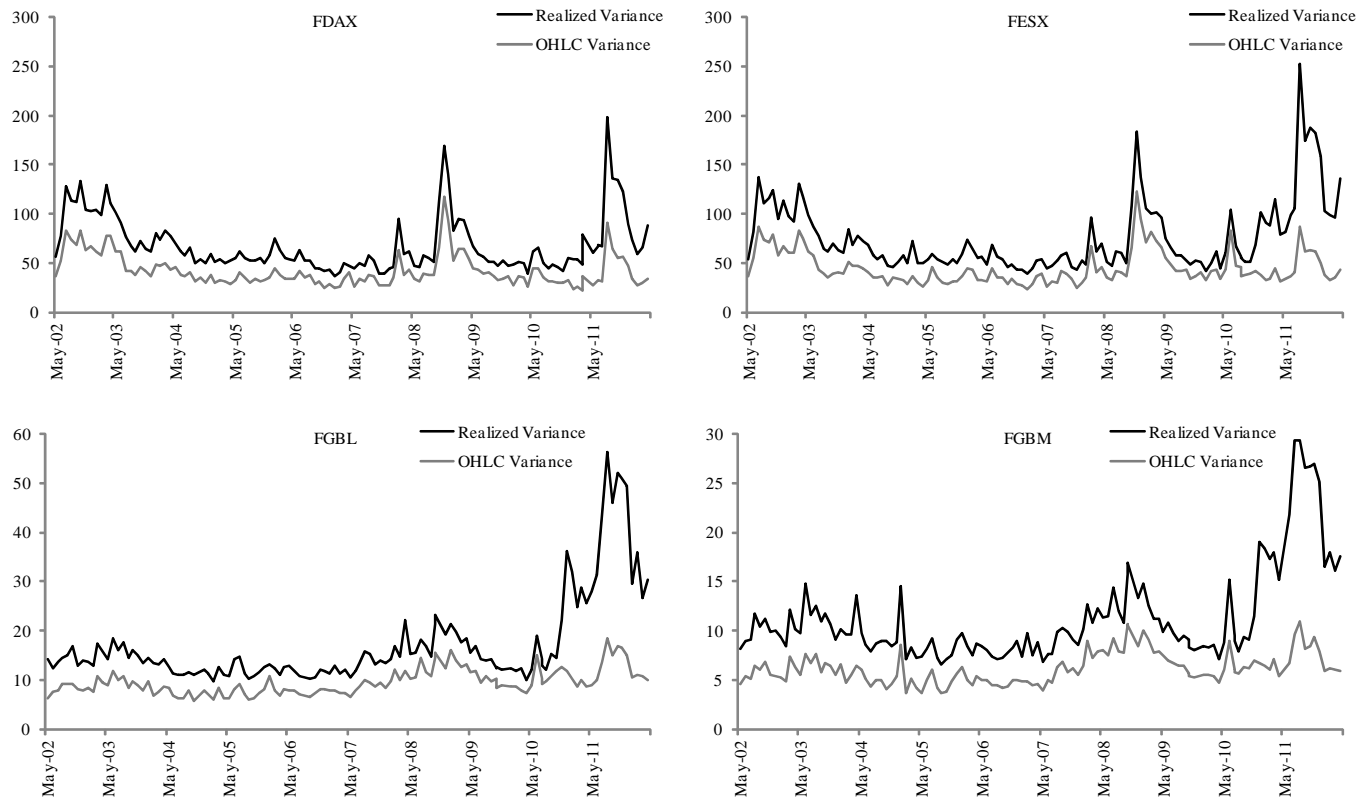 FDAX
Realized Variance
OHLC Variance
300
250
200
150
100
50
0
May-02
May-03
May-04
May-05
May-06
May-07
May-08
May-09
May-10
May-11
FESX
Realized Variance
OHLC Variance
300
250
200
150
100
50
0
May-02
May-03
May-04
May-05
May-06
May-07
May-08
May-09
May-10
May-11
FGBL
Realized Variance
OHLC Variance
60
50
40
30
20
10
0
May-02
May-03
May-04
May-05
May-06
May-07
May-08
May-09
May-10
May-11
FGBM
Realized Variance
OHLC Variance
30
25
20
15
10
5
0
May-02
May-03
May-04
May-05
May-06
May-07
May-08
May-09
May-10
May-11